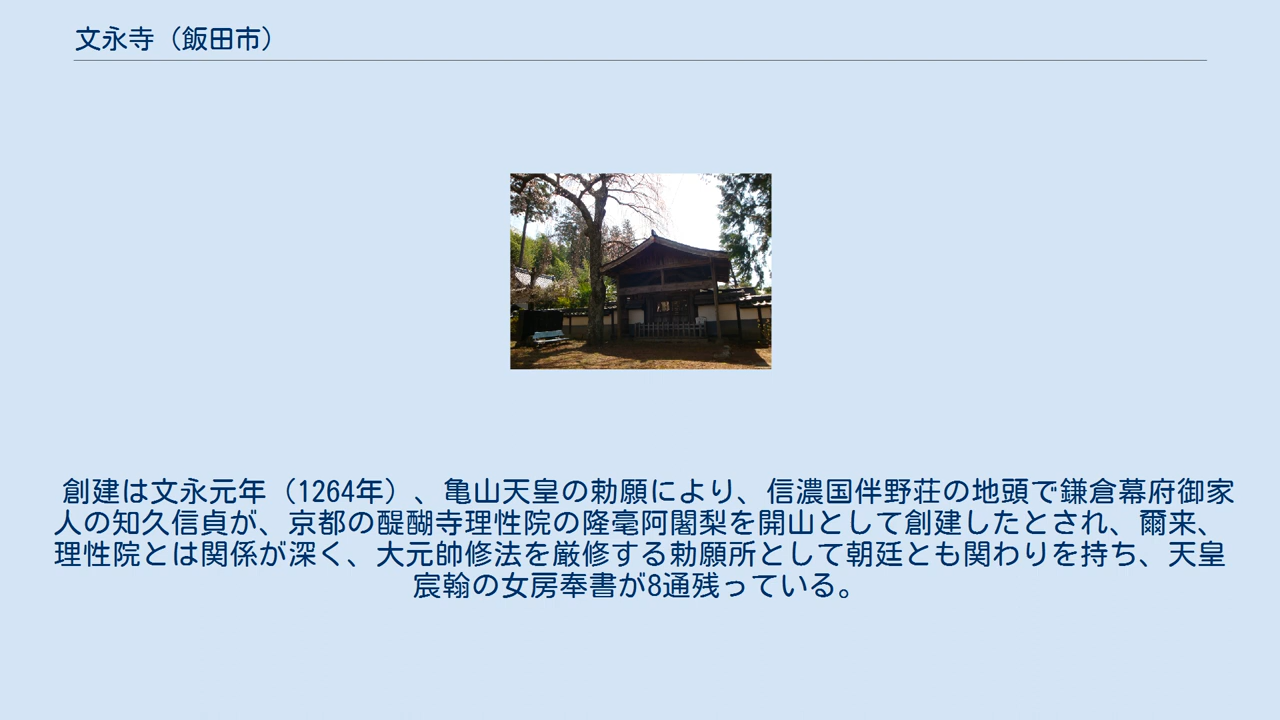 文永寺（飯田市）
創建は文永元年（1264年）、亀山天皇の勅願により、信濃国伴野荘の地頭で鎌倉幕府御家
人の知久信貞が、京都の醍醐寺理性院の隆毫阿闍梨を開山として創建したとされ、爾来、
理性院とは関係が深く、大元帥修法を厳修する勅願所として朝廷とも関わりを持ち、天皇
宸翰の女房奉書が8通残っている。